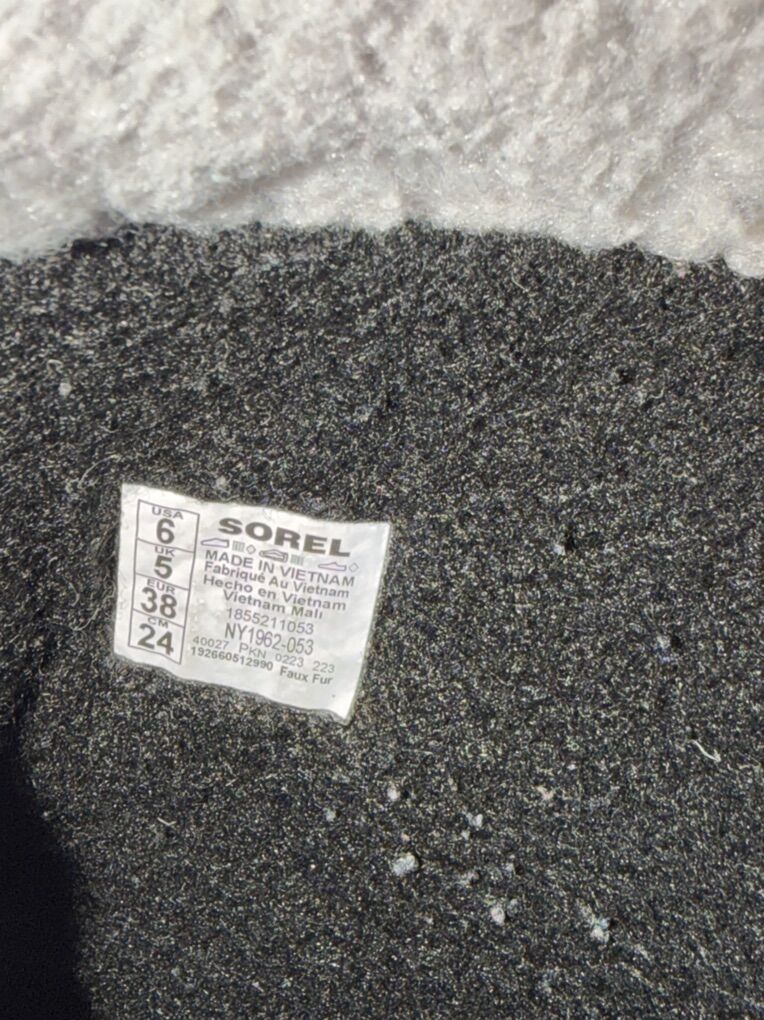 USA
6
UK
5
EUR
38
CM
24
SOREL
MADE IN VIETNAM
Fabriqué Au Vietnam
Hecho en Vietnam
Vietnam Malı
1855211053
NY1962-053
40027 PKN 0223 223
192660512990 Faux Fur